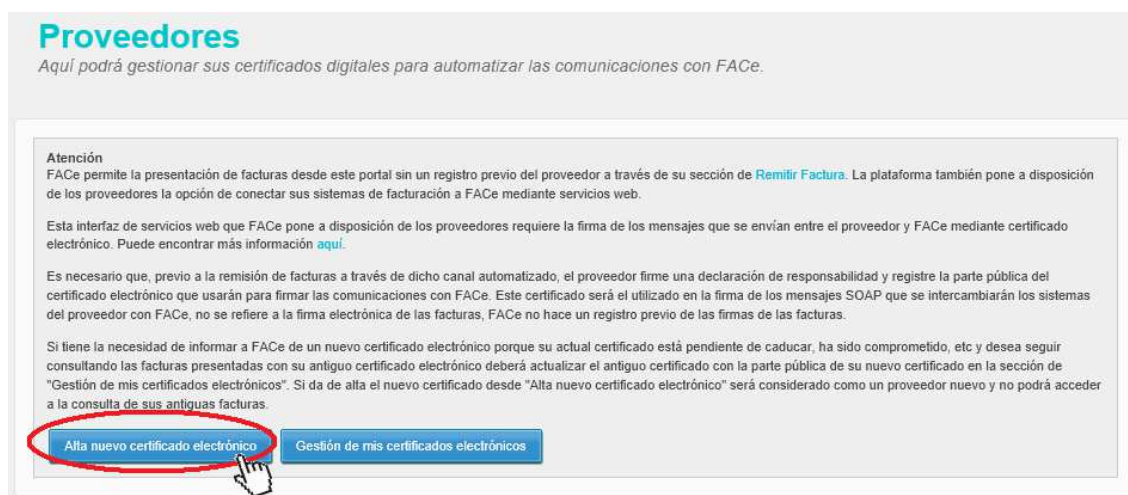 Proveedores
Aquí podrá gestionar sus certificados digitales para automatizar las comunicaciones con FACe.
Atención
FACe permite la presentación de facturas desde este portal sin un registro previo del proveedor a través de su sección de Remitir Factura. La plataforma también pone a disposición
de los proveedores la opción de conectar sus sistemas de facturación a FACe mediante servicios web.
Esta interfaz de servicios web que FACe pone a disposición de los proveedores requiere la firma de los mensajes que se envían entre el proveedor y FACe mediante certificado
electrónico. Puede encontrar más información aquí.
Es necesario que, previo a la remisión de facturas a través de dicho canal automatizado, el proveedor firme una declaración de responsabilidad y registre la parte pública del
certificado electrónico que usarán para firmar las comunicaciones con FACe. Este certificado será el utilizado en la firma de los mensajes SOAP que se intercambiarán los sistemas
del proveedor con FACe, no se refiere a la firma electrónica de las facturas, FACe no hace un registro previo de las firmas de las facturas.
Si tiene la necesidad de informar a FACe de un nuevo certificado electrónico porque su actual certificado está pendiente de caducar, ha sido comprometido, etc y desea seguir
consultando las facturas presentadas con su antiguo certificado electrónico deberá actualizar el antiguo certificado con la parte pública de su nuevo certificado en la sección de
"Gestión de mis certificados electrónicos". Si da de alta el nuevo certificado desde "Alta nuevo certificado electrónico" será considerado como un proveedor nuevo y no podrá acceder
a la consulta de sus antiguas facturas.
Alta nuevo certificado electrónico Gestión de mis certificados electrónicos